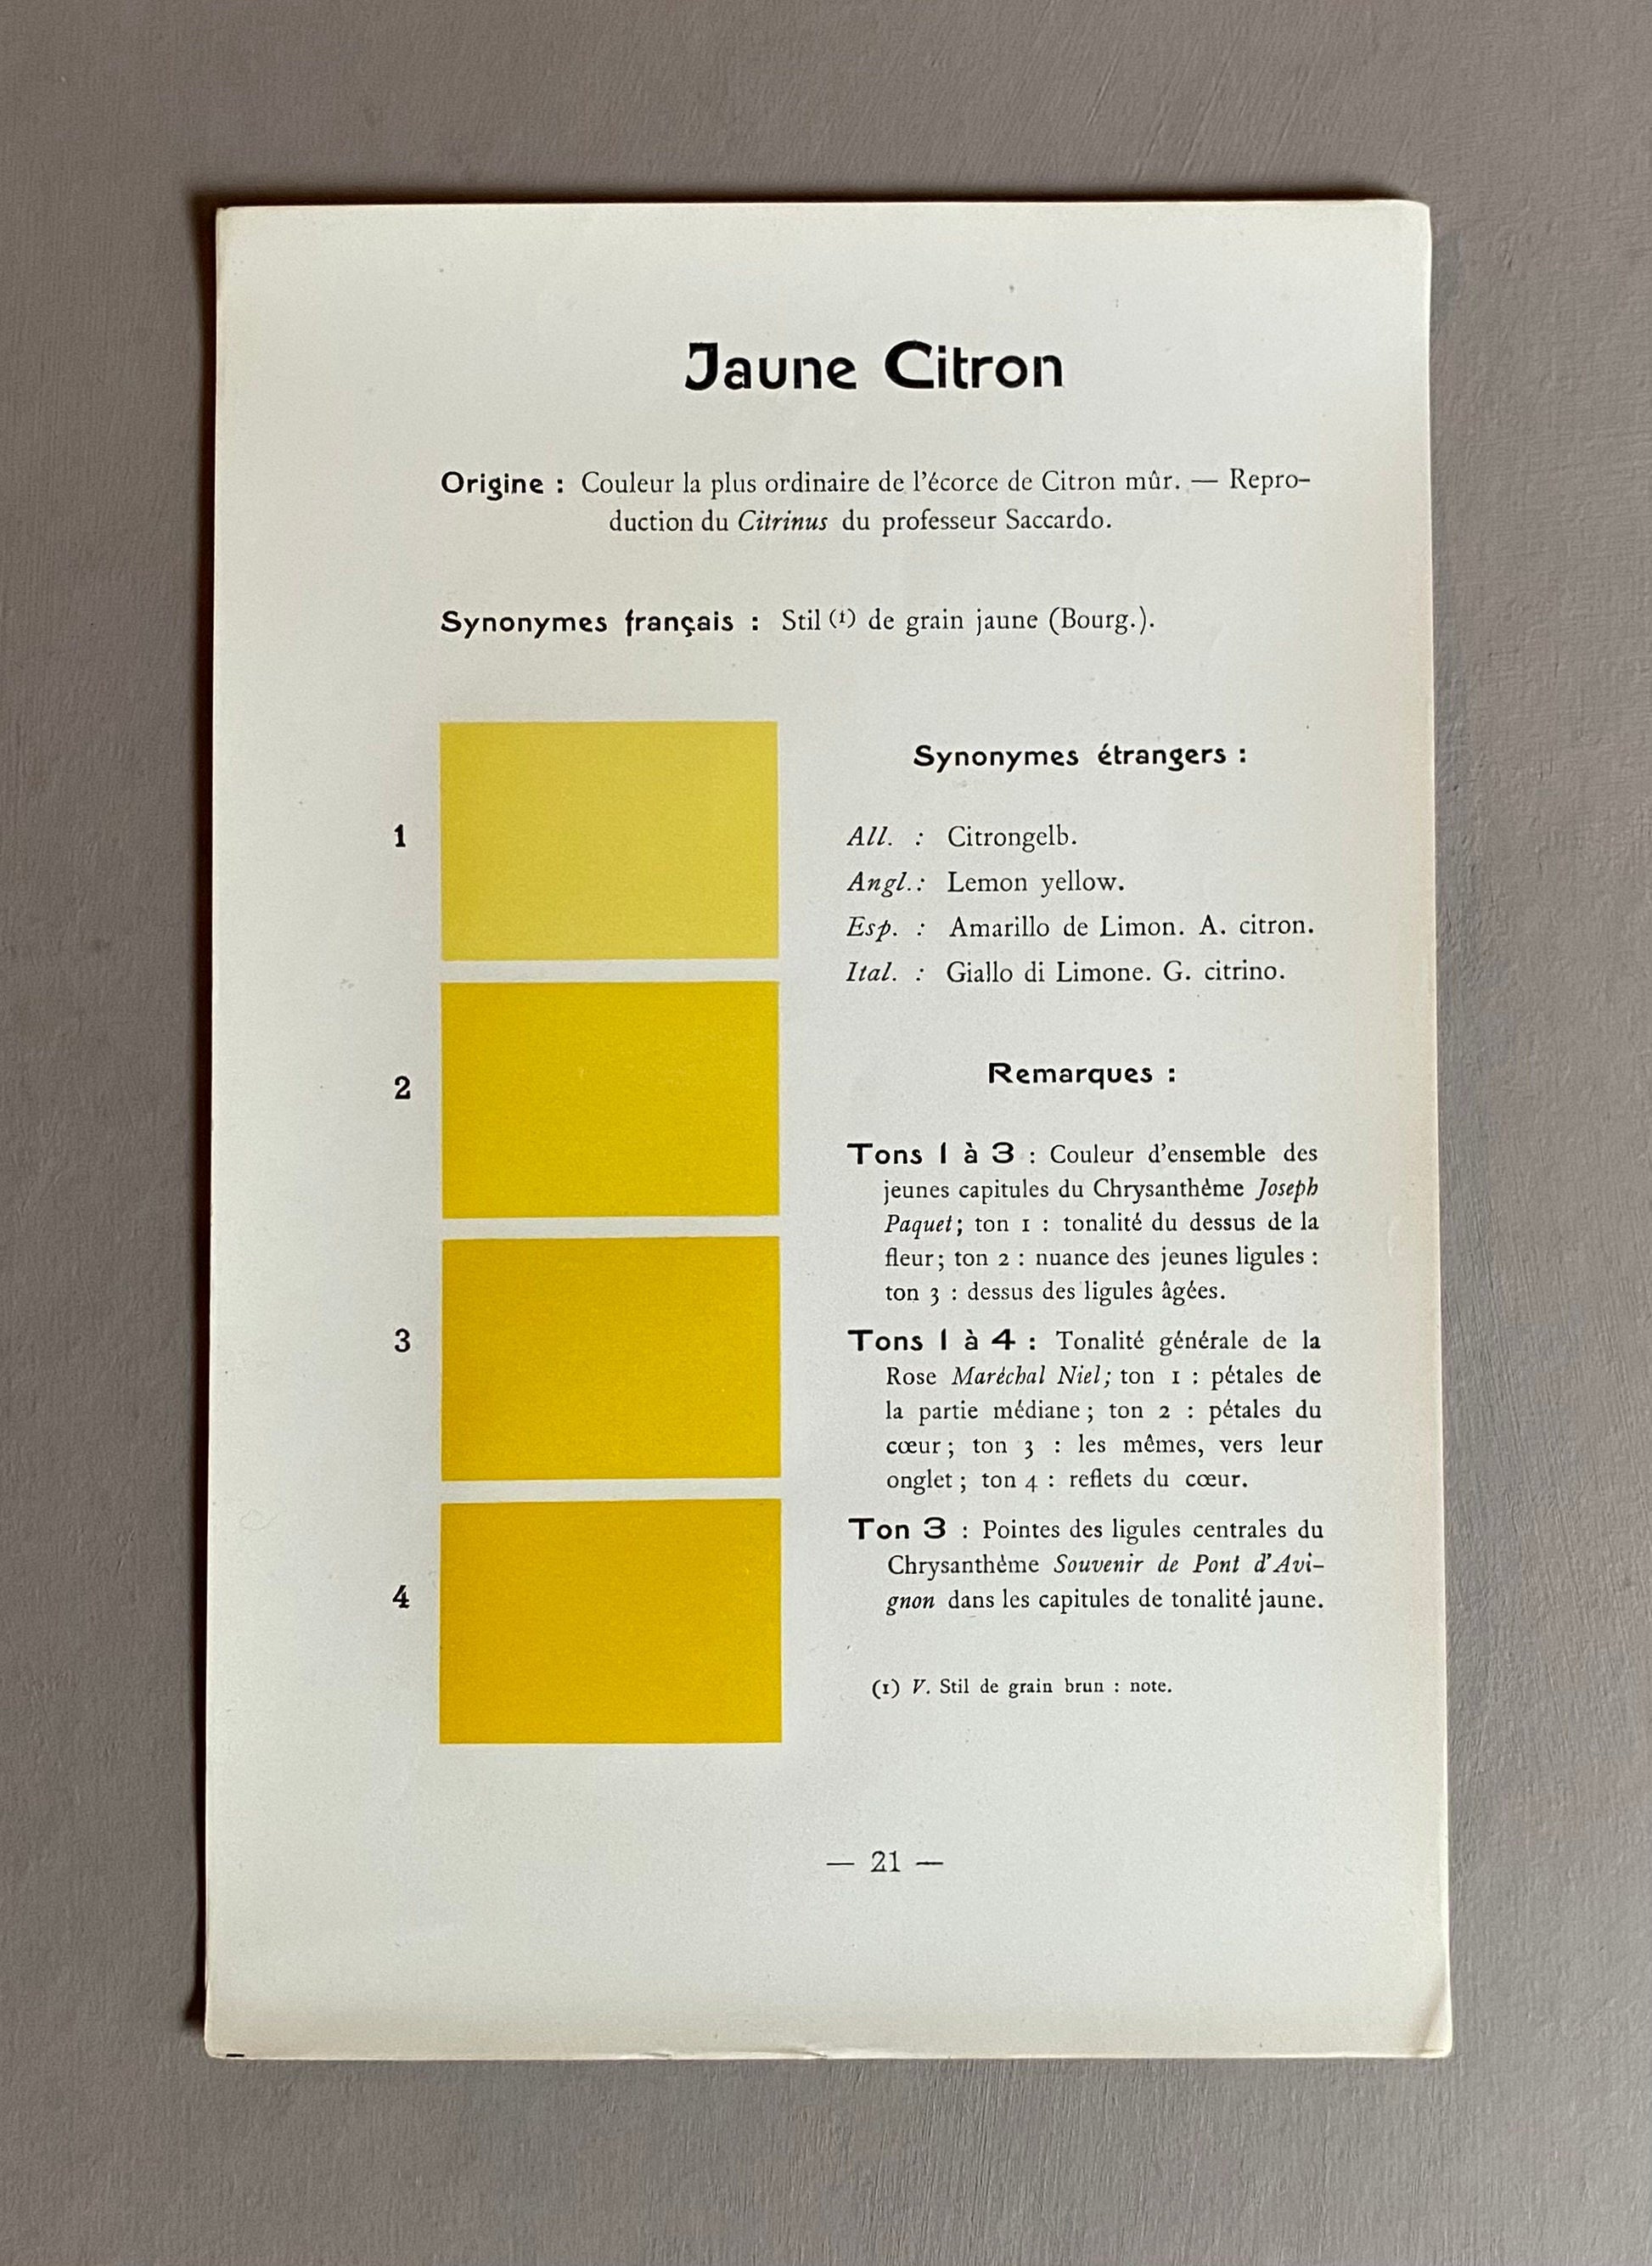 Jaune Citron
Origine : Couleur la plus ordinaire de l'écorce de Citron mûr. — Repro-
duction du Citrinus du professeur Saccardo.
Synonymes français : Stil (1) de grain jaune (Bourg.).
1
2
3
4
Synonymes étrangers :
All. : Citrongelb.
Angl. : Lemon yellow.
Esp. : Amarillo de Limon. A. citron.
Ital. : Giallo di Limone. G. citrino.
Remarques :
Tons 1 à 3 : Couleur d'ensemble des
jeunes capitules du Chrysanthème Joseph
Paquet; ton 1 : tonalité du dessus de la
fleur; ton 2 : nuance des jeunes ligules :
ton 3 : dessus des ligules âgées.
Tons 1 à 4 : Tonalité générale de la
Rose Maréchal Niel; ton 1 : pétales de
la partie médiane; ton 2 : pétales du
cœur; ton 3 : les mêmes, vers leur
onglet; ton 4 : reflets du cœur.
Ton 3 : Pointes des ligules centrales du
Chrysanthème Souvenir de Pont d'Avi-
gnon dans les capitules de tonalité jaune.
(1) V. Stil de grain brun : note.
— 21 —